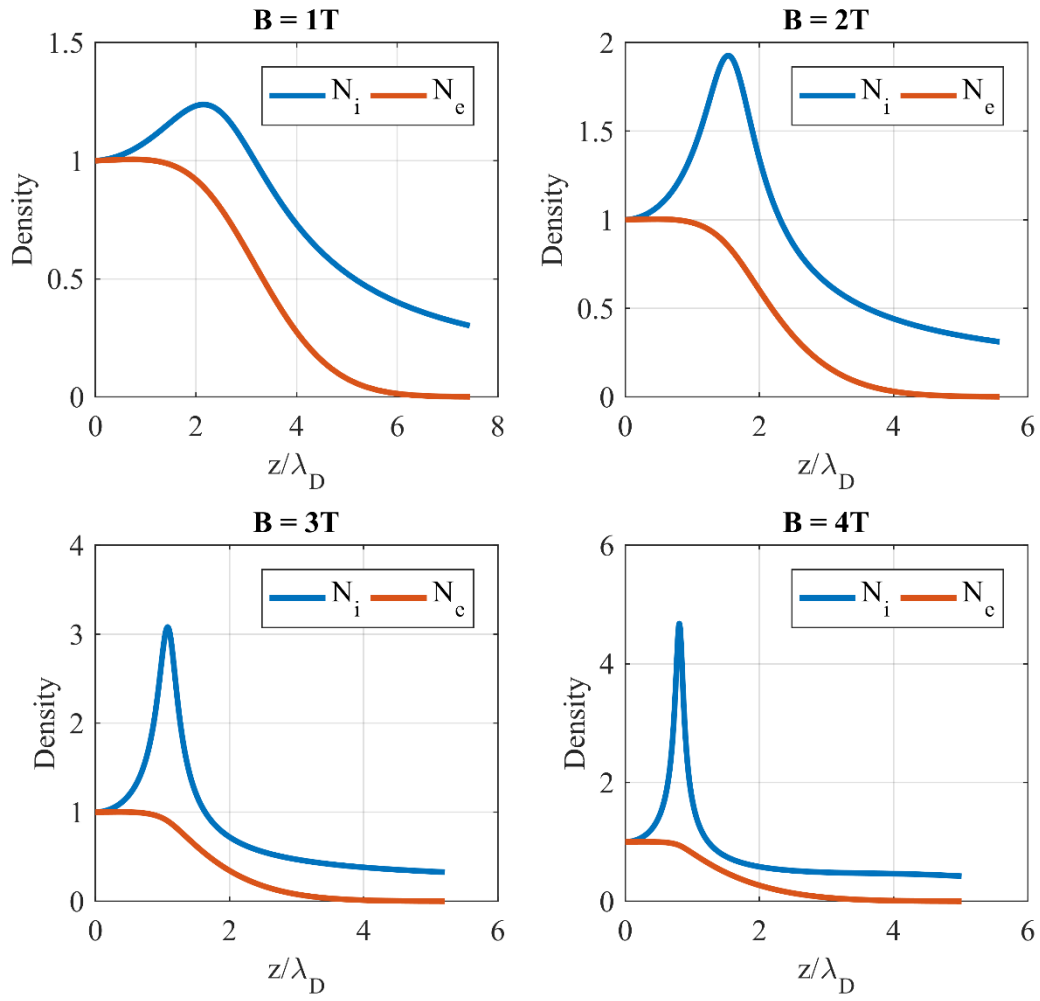 B = 1T
1.5
1
0.5
0
Density
N_i N_e
0 2 4 6 8
z/λ_D
B = 2T
2
1.5
1
0.5
0
Density
N_i N_e
0 2 4 6
z/λ_D
B = 3T
4
3
2
1
0
Density
N_i N_e
0 2 4 6
z/λ_D
B = 4T
6
4
2
0
Density
N_i N_e
0 2 4 6
z/λ_D